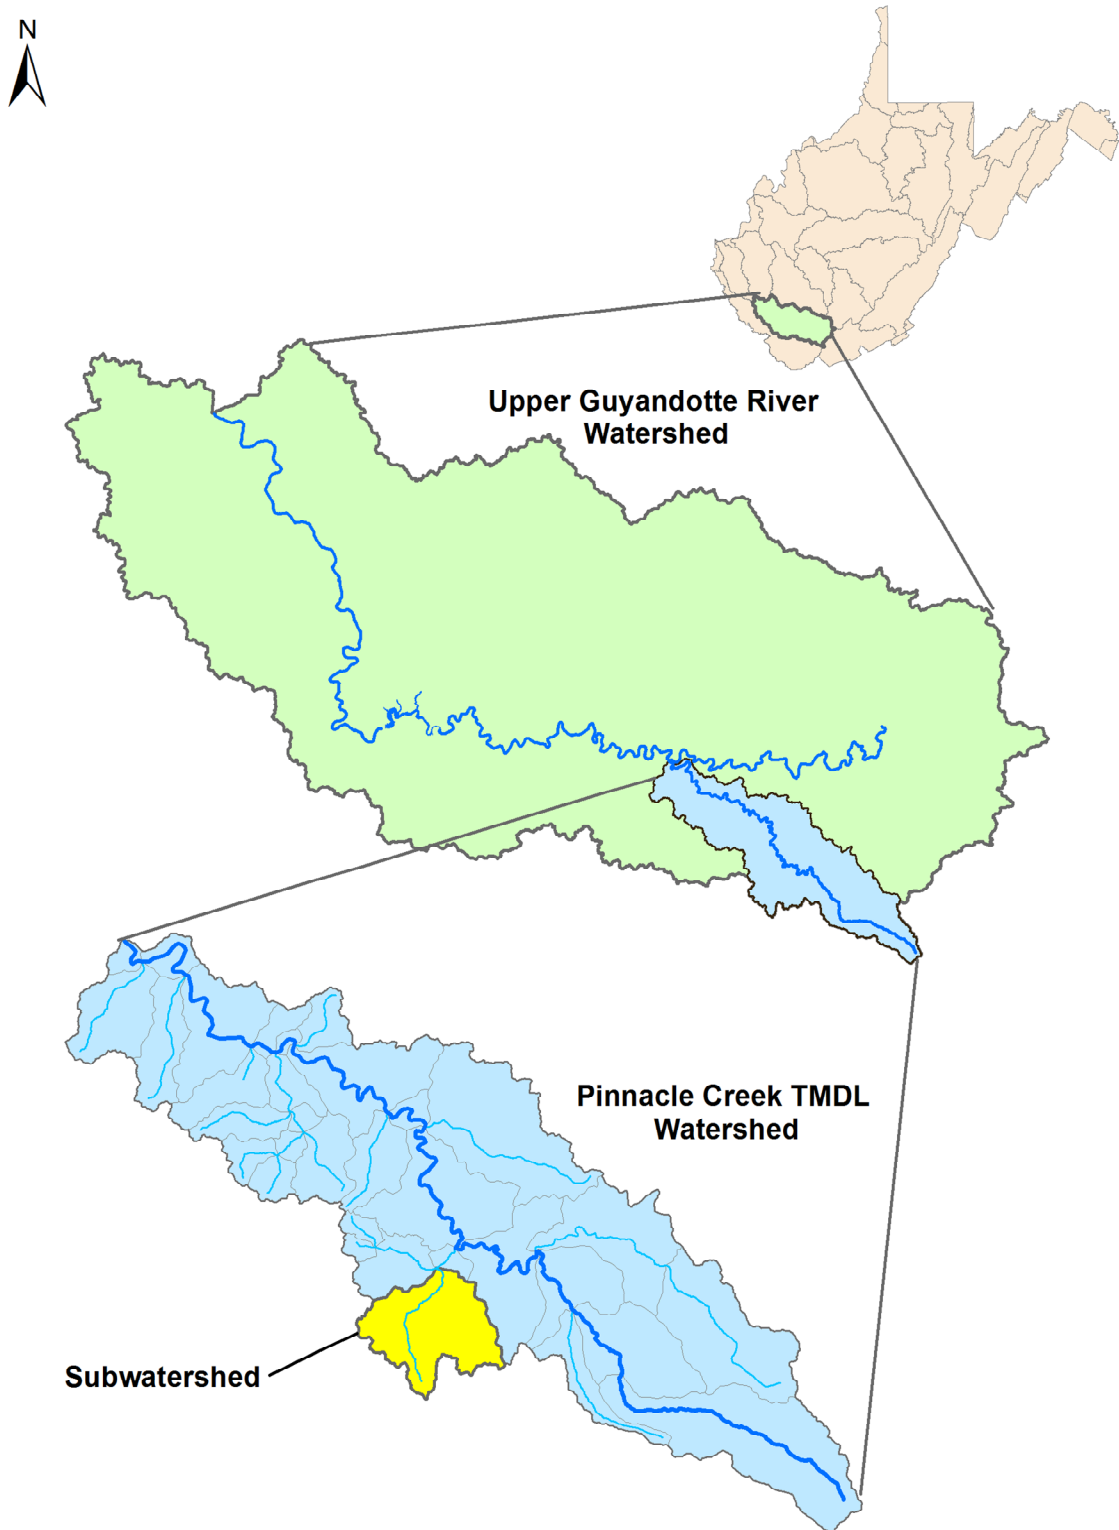 N
Upper Guyandotte River
Watershed
Pinnacle Creek TMDL
Watershed
Subwatershed